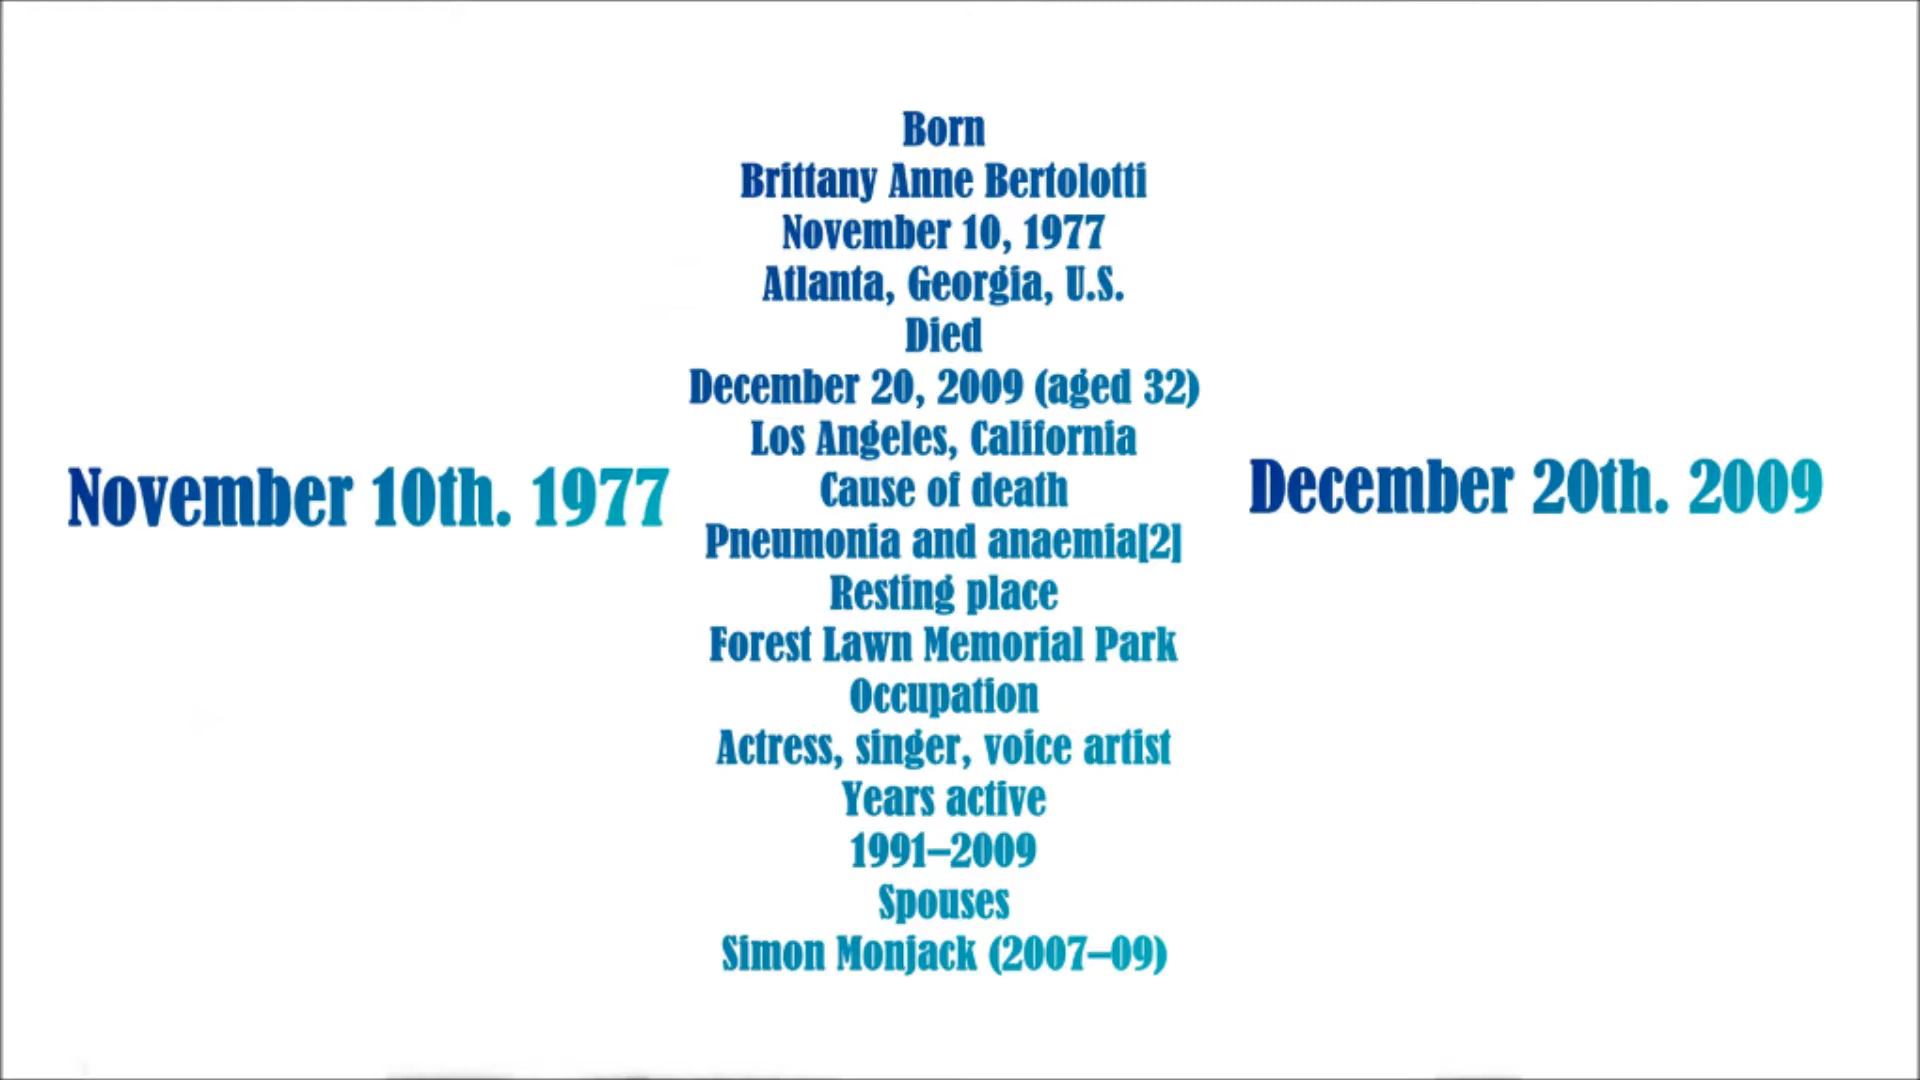 Born
Brittany Anne Bertolotti
November 10, 1977
Atlanta, Georgia, U.S.
Died
December 20, 2009 (aged 32)
Los Angeles, California
Cause of death
Pneumonia and anaemia[2]
Resting place
Forest Lawn Memorial Park
Occupation
Actress, singer, voice artist
Years active
1991–2009
Spouses
Simon Monjack (2007–09)
November 10th. 1977
December 20th. 2009